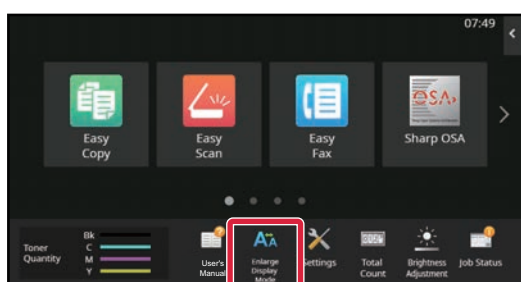 07:49
Easy
Copy
Easy
Scan
Easy
Fax
OSA
Sharp OSA
Toner
Quantity
Bk
C
M
Y
User's
Manual
Enlarge
Display
Mode
Settings
Total
Count
Brightness
Adjustment
Job Status